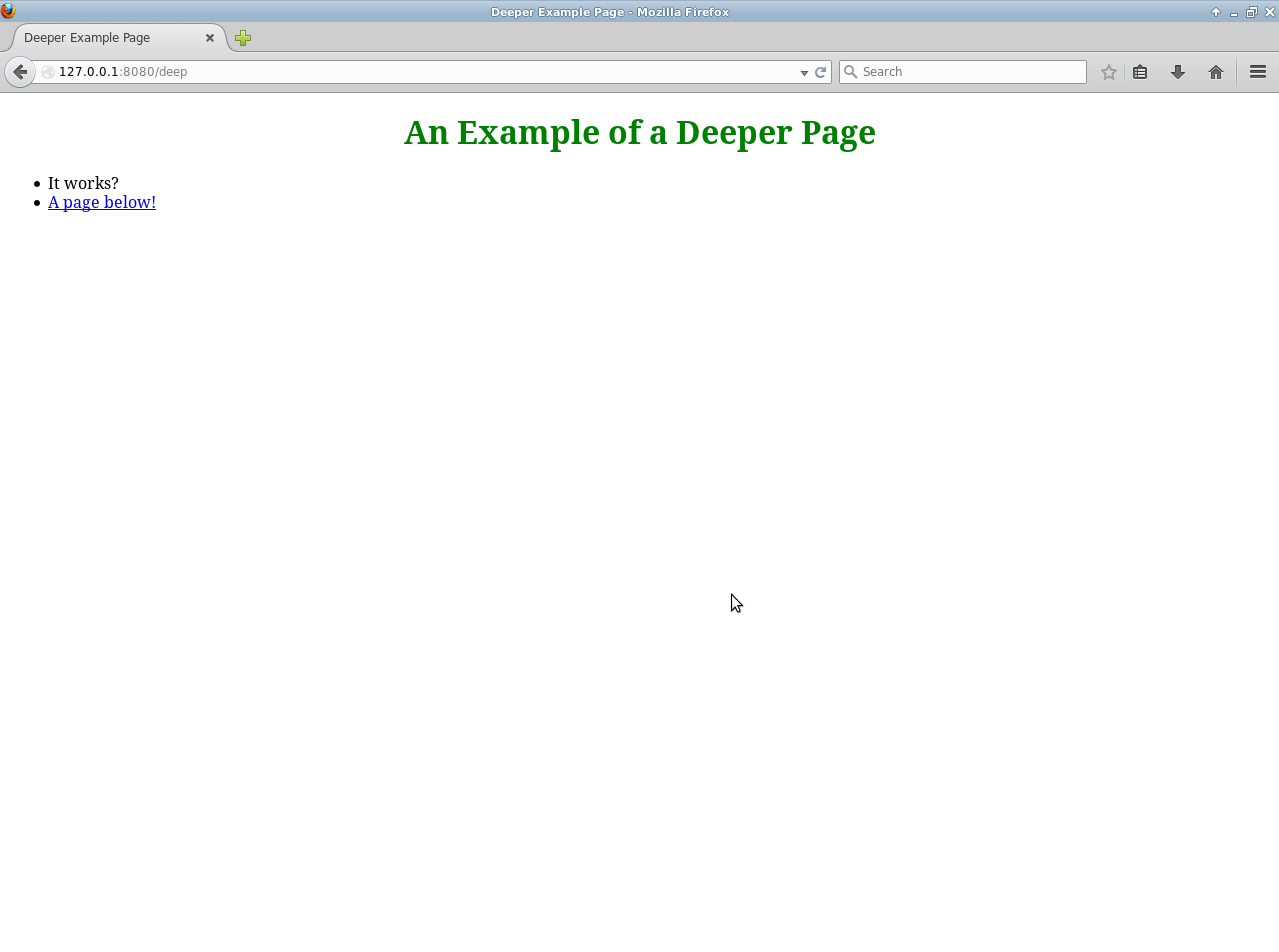 Deeper Example Page - Mozilla Firefox
Deeper Example Page
127.0.0.1:8080/deep
Search
An Example of a Deeper Page
It works?
A page below!